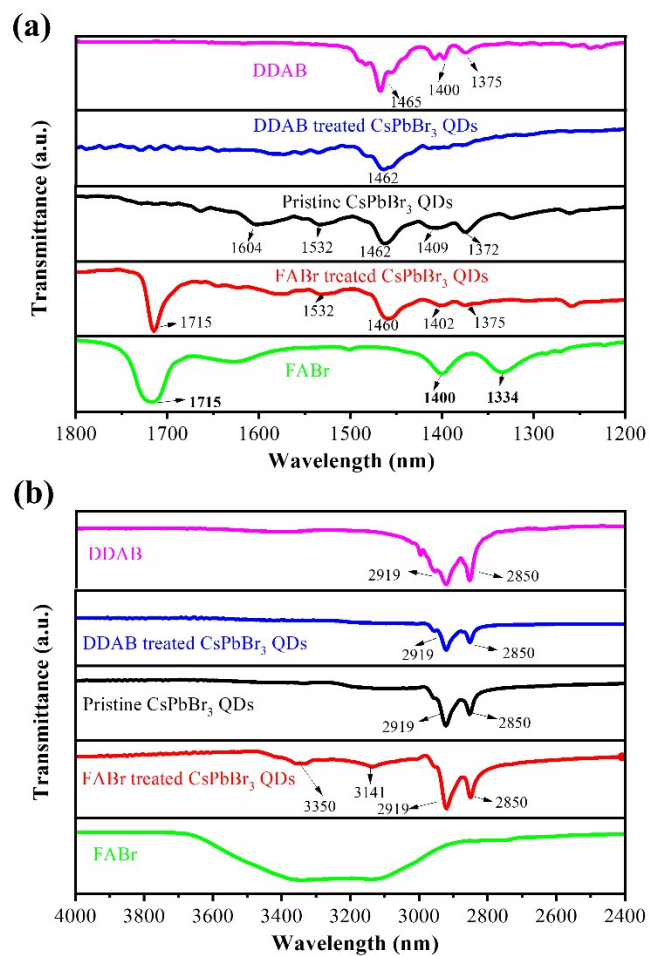 (a)
DDAB
1465
1400
1375
DDAB treated CsPbBr₃ QDs
1462
Pristine CsPbBr₃ QDs
1604
1532
1462
1409
1372
FABr treated CsPbBr₃ QDs
1715
1532
1460
1402
1375
FABr
1715
1400
1334
Transmittance (a.u.)
1800 1700 1600 1500 1400 1300 1200
Wavelength (nm)
(b)
DDAB
2919
2850
DDAB treated CsPbBr₃ QDs
2919
2850
Pristine CsPbBr₃ QDs
2919
2850
FABr treated CsPbBr₃ QDs
3350
3141
2919
2850
FABr
Transmittance (a.u.)
4000 3800 3600 3400 3200 3000 2800 2600 2400
Wavelength (nm)